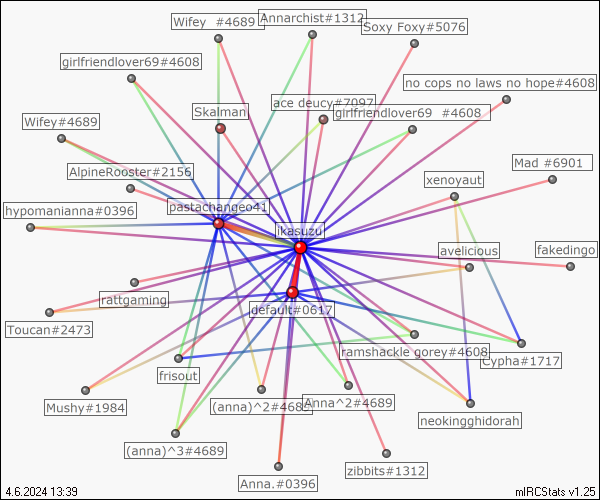 Wifey  #4689
Annarchist#1312
Soxy Foxy#5076
girlfriendlover69#4608
no cops no laws no hope#4608
ace deucy#7097
Skalman
girlfriendlover69  #4608
Wifey#4689
Mad #6901
AlpineRooster#2156
xenoyaut
hypomanianna#0396
pastachangeo41
ikasuzu
avelicious
fakedingo
rattgaming
default#0617
Toucan#2473
ramshackle gorey#4608
Cypha#1717
frisout
Mushy#1984
(anna)^2#4689
Anna^2#4689
neokingghidorah
(anna)^3#4689
zibbits#1312
Anna.#0396
4.6.2024 13:39
mIRCStats v1.25